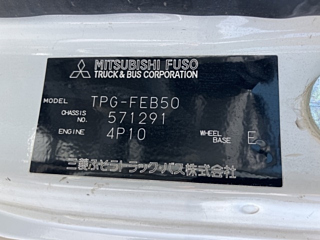 MITSUBISHI FUSO
TRUCK & BUS CORPORATION
MODEL TPG-FEB50
CHASSIS NO. 571291
ENGINE 4P10 WHEEL BASE E
三菱ふそうトラック・バス株式会社